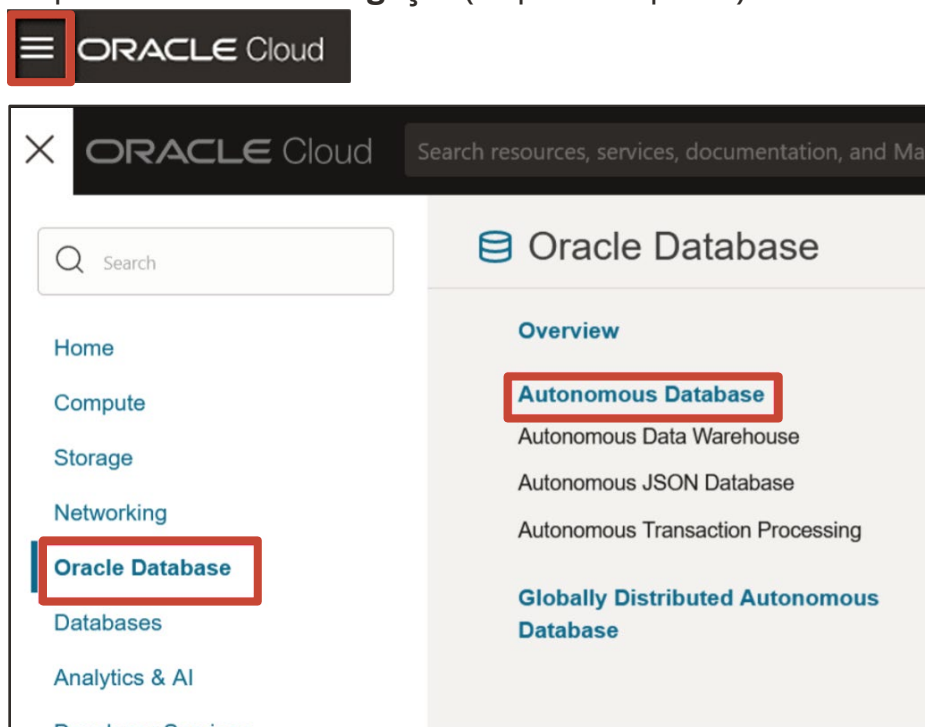 ORACLE Cloud
ORACLE Cloud
Search resources, services, documentation, and Ma
Search
Home
Compute
Storage
Networking
Oracle Database
Databases
Analytics & AI
Oracle Database
Overview
Autonomous Database
Autonomous Data Warehouse
Autonomous JSON Database
Autonomous Transaction Processing
Globally Distributed Autonomous
Database